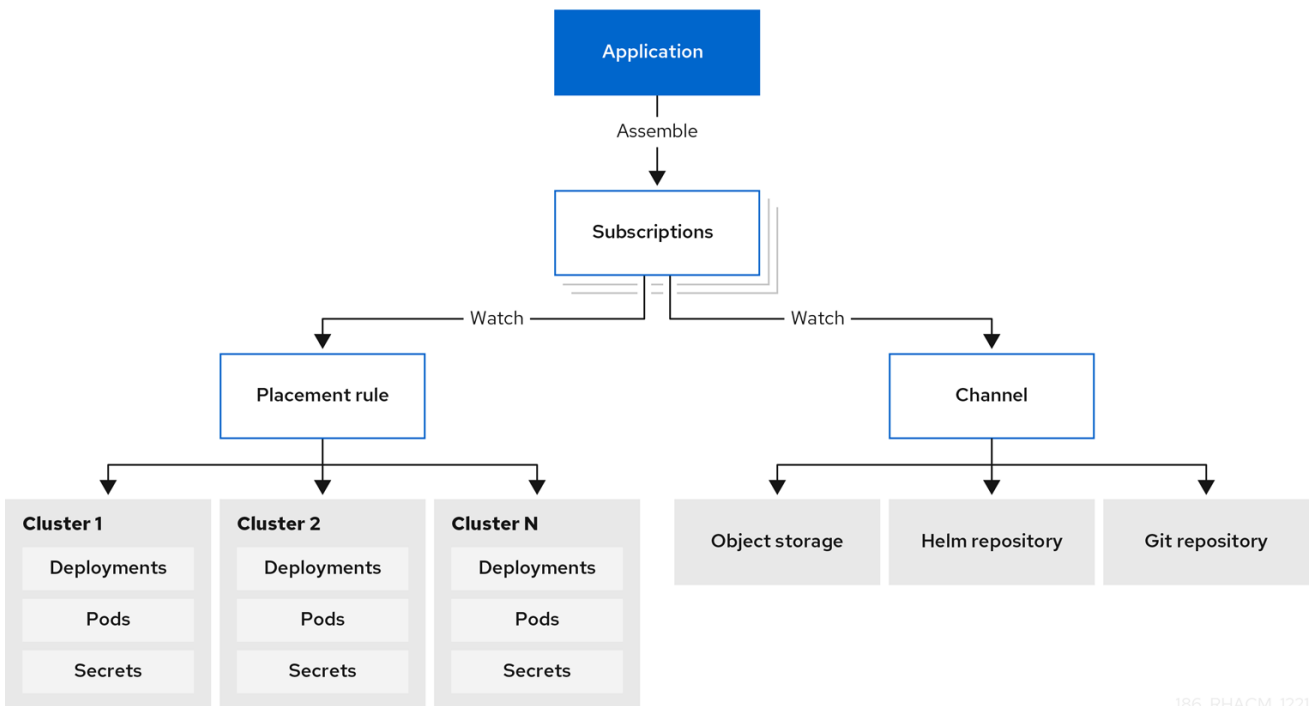 Application
Assemble
Subscriptions
Watch
Watch
Placement rule
Channel
Cluster 1
Deployments
Pods
Secrets
Cluster 2
Deployments
Pods
Secrets
Cluster N
Deployments
Pods
Secrets
Object storage
Helm repository
Git repository
186_RHACM_1221